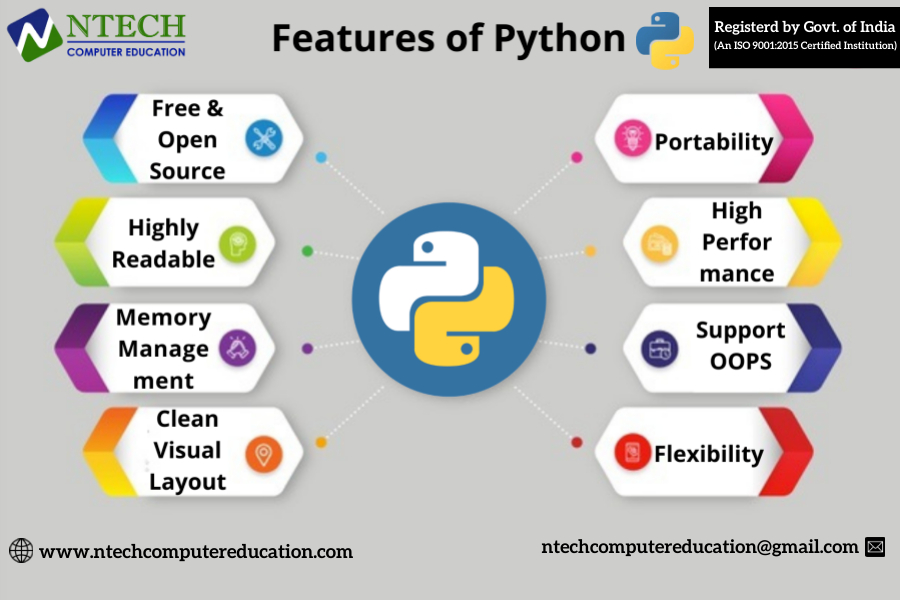 NTECH
COMPUTER EDUCATION
Features of Python
Registerd by Govt. of India
(An ISO 9001:2015 Certified Institution)
Free &
Open
Source
Highly
Readable
Memory
Manage
ment
Clean
Visual
Layout
Portability
High
Perfor
mance
Support
OOPS
Flexibility
www.ntechcomputereducation.com
ntechcomputereducation@gmail.com